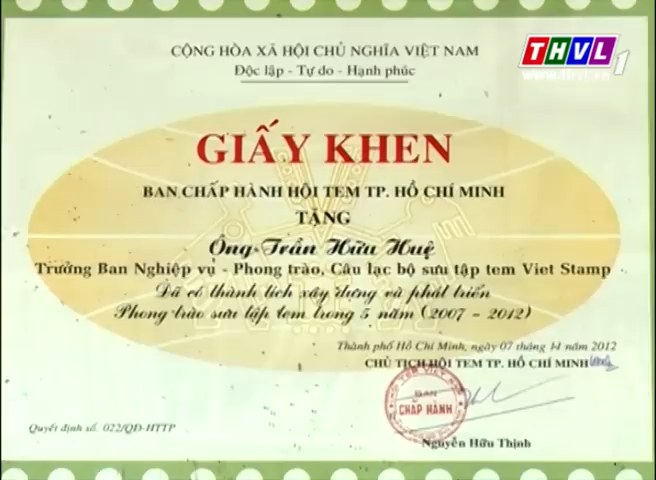 CỘNG HÒA XÃ HỘI CHỦ NGHĨA VIỆT NAM
Độc lập - Tự do - Hạnh phúc
THVL1
www.thvl.vn
GIẤY KHEN
BAN CHẤP HÀNH HỘI TEM TP. HỒ CHÍ MINH
TẶNG
Ông Trần Hữu Huệ
Trưởng Ban Nghiệp vụ - Phong trào, Câu lạc bộ sưu tập tem Viet Stamp
Đã có thành tích xây dựng và phát triển
Phong trào sưu tập tem trong 5 năm (2007 - 2012)
Thành phố Hồ Chí Minh, ngày 07 tháng 11 năm 2012
CHỦ TỊCH HỘI TEM TP. HỒ CHÍ MINH
BAN
CHẤP HÀNH
Quyết định số. 022/QĐ-HTTP
Nguyễn Hữu Thịnh